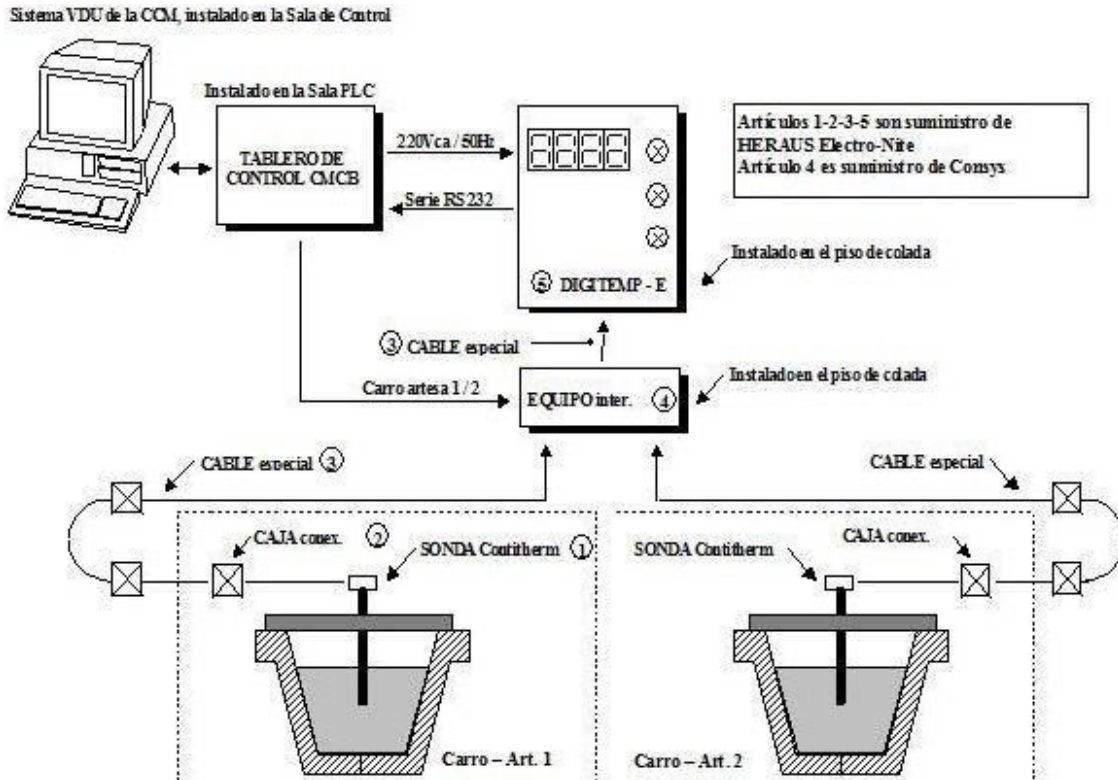 Sistema VDU de la CCM, instalado en la Sala de Control
Instalado en la Sala PLC
TABLERO DE
CONTROL CMCB
220Vca / 50Hz
Serie RS 232
5 DIGITEMP - E
Artículos 1-2-3-5 son suministro de
HERAUS Electro-Nite
Artículo 4 es suministro de Consys
Instalado en el piso de colada
3 CABLE especial
Carro artesa 1 / 2
EQUIPO inter. 4
Instalado en el piso de colada
CABLE especial 3
CABLE especial
CAJA conex. 2
SONDA Contitherm 1
SONDA Contitherm
CAJA conex.
Carro – Art. 1
Carro – Art. 2